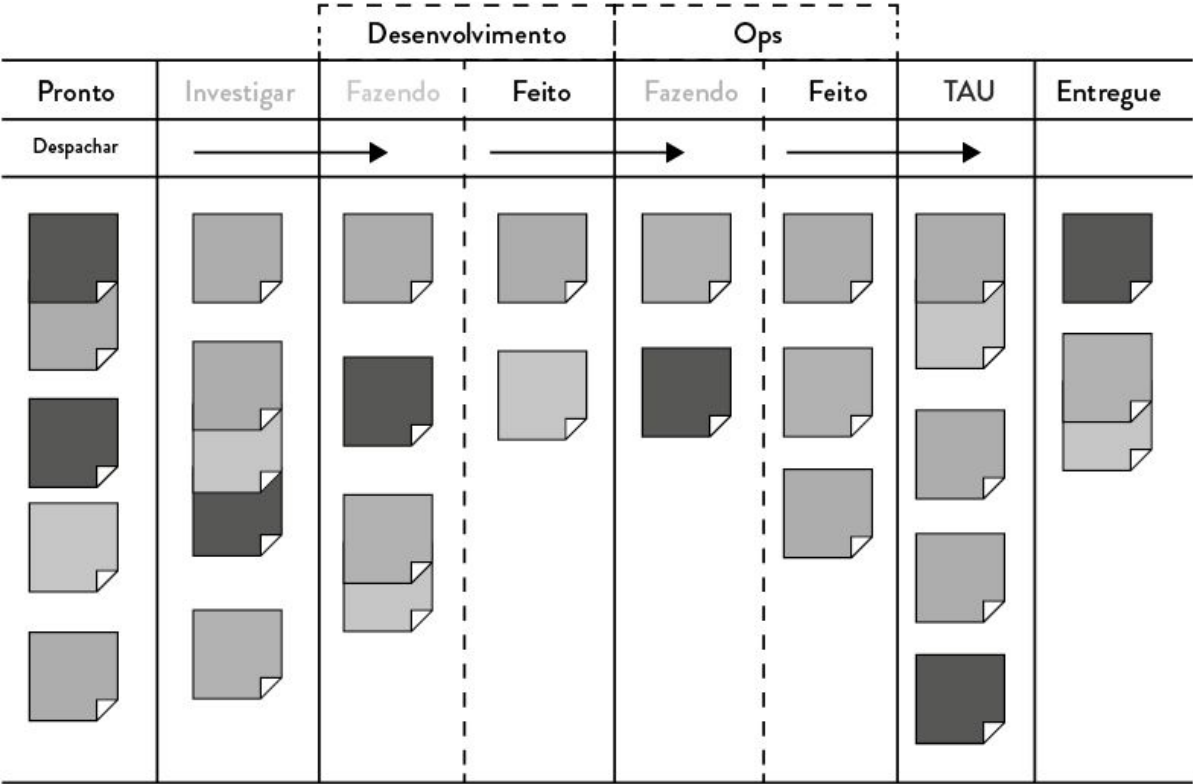 Desenvolvimento Ops
Pronto Investigar Fazendo Feito Fazendo Feito TAU Entregue
Despachar